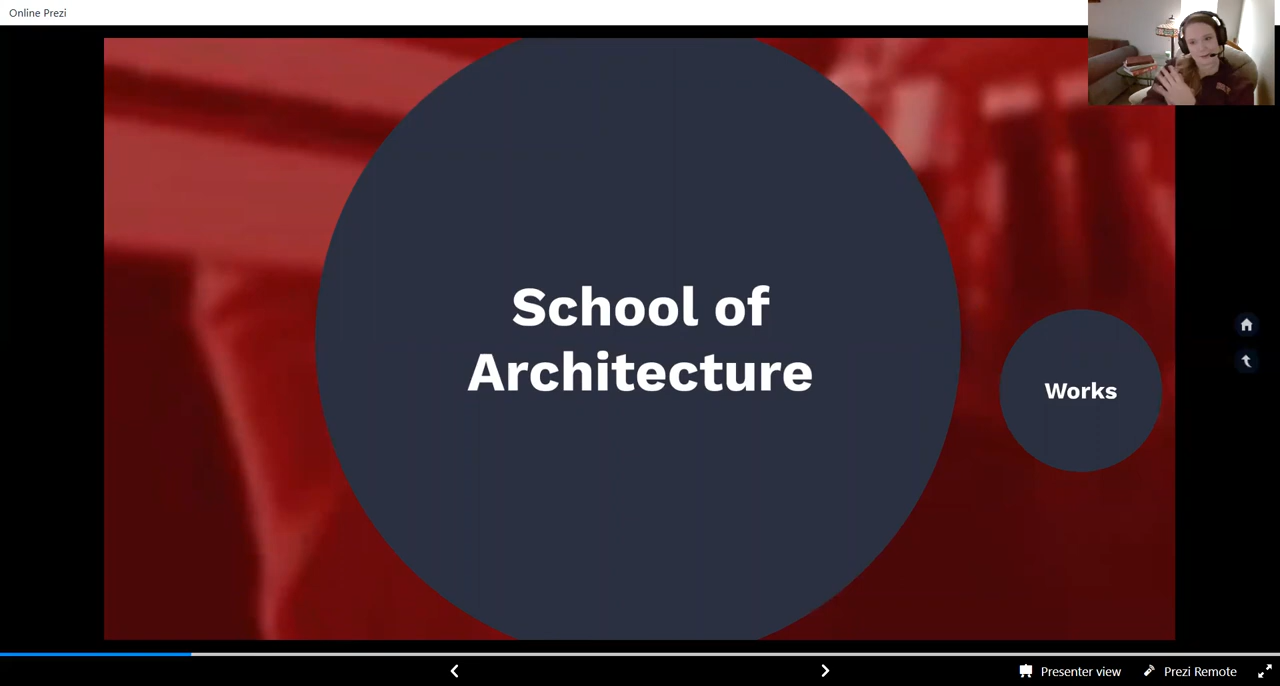 Online Prezi
School of
Architecture
Works
Presenter view
Prezi Remote